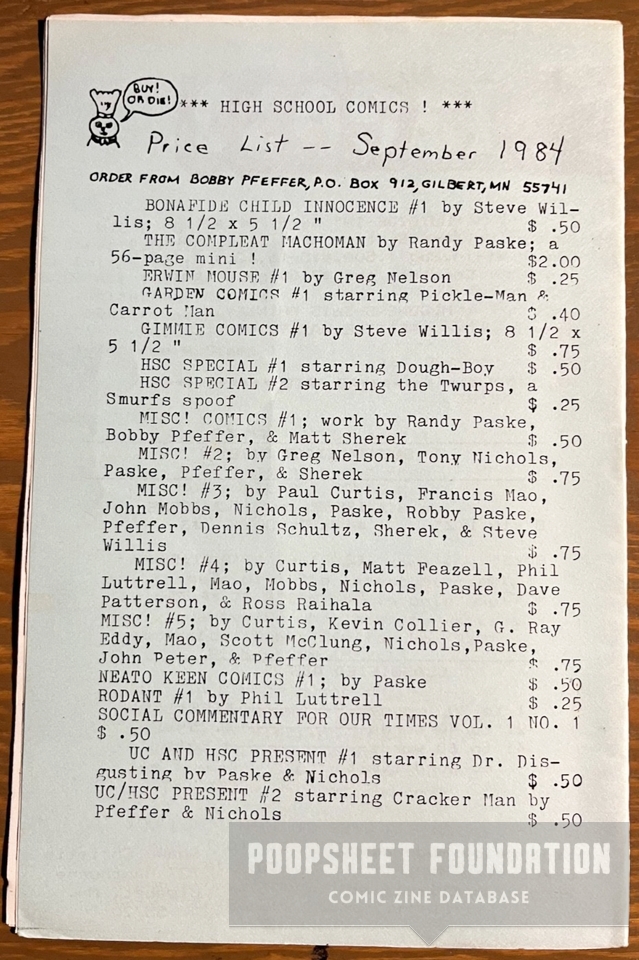 BUY!
OR DIE!
*** HIGH SCHOOL COMICS ! ***
Price List -- September 1984
ORDER FROM BOBBY PFEFFER, P.O. BOX 912, GILBERT, MN 55741
BONAFIDE CHILD INNOCENCE #1 by Steve Wil-
lis; 8 1/2 x 5 1/2 " $ .50
THE COMPLEAT MACHOMAN by Randy Paske; a
56-page mini ! $2.00
ERWIN MOUSE #1 by Greg Nelson $ .25
GARDEN COMICS #1 starring Pickle-Man &
Carrot Man $ .40
GIMMIE COMICS #1 by Steve Willis; 8 1/2 x
5 1/2 " $ .75
HSC SPECIAL #1 starring Dough-Boy $ .50
HSC SPECIAL #2 starring the Twurps, a
Smurfs spoof $ .25
MISC! COMICS #1; work by Randy Paske,
Bobby Pfeffer, & Matt Sherek $ .50
MISC! #2; by Greg Nelson, Tony Nichols,
Paske, Pfeffer, & Sherek $ .75
MISC! #3; by Paul Curtis, Francis Mao,
John Mobbs, Nichols, Paske, Robby Paske,
Pfeffer, Dennis Schultz, Sherek, & Steve
Willis $ .75
MISC! #4; by Curtis, Matt Feazell, Phil
Luttrell, Mao, Mobbs, Nichols, Paske, Dave
Patterson, & Ross Raihala $ .75
MISC! #5; by Curtis, Kevin Collier, G. Ray
Eddy, Mao, Scott McClung, Nichols,Paske,
John Peter, & Pfeffer $ .75
NEATO KEEN COMICS #1; by Paske $ .50
RODANT #1 by Phil Luttrell $ .25
SOCIAL COMMENTARY FOR OUR TIMES VOL. 1 NO. 1
$ .50
UC AND HSC PRESENT #1 starring Dr. Dis-
gusting by Paske & Nichols $ .50
UC/HSC PRESENT #2 starring Cracker Man by
Pfeffer & Nichols $ .50
POOPSHEET FOUNDATION
COMIC ZINE DATABASE